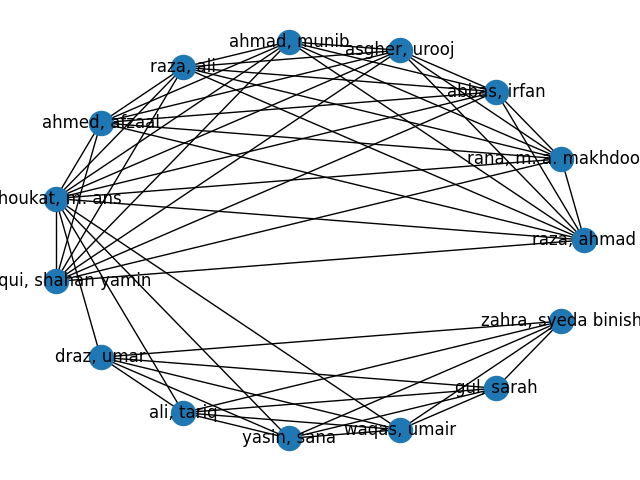 ahmad, munib
asgher, urooj
raza, ali
abbas, irfan
ahmed, afzaal
rana, m. a. makhdoo
houkat, m. ans
raza, ahmad
qui, shahan yamin
zahra, syeda binish
draz, umar
gul, sarah
ali, tariq
waqas, umair
yasin, sana